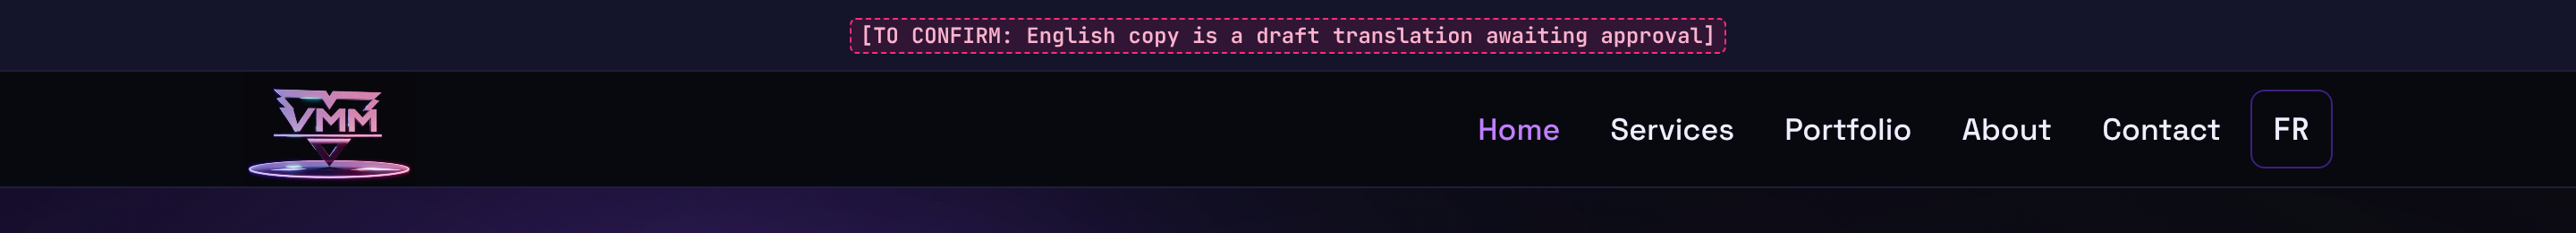 [TO CONFIRM: English copy is a draft translation awaiting approval]
VMM
Home Services Portfolio About Contact FR